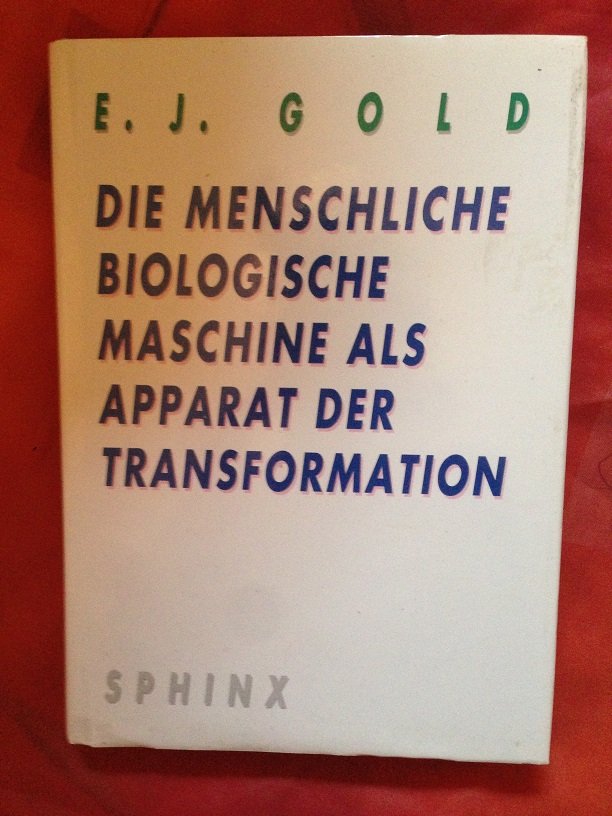 E. J. GOLD
DIE MENSCHLICHE
BIOLOGISCHE
MASCHINE ALS
APPARAT DER
TRANSFORMATION
SPHINX